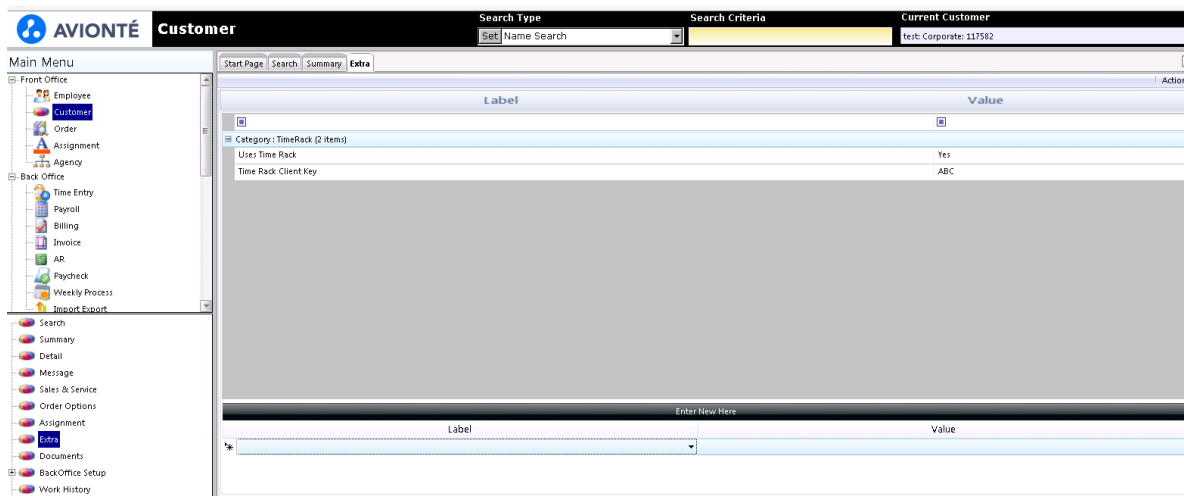 AVIONTÉ
Customer
Search Type
Search Criteria
Current Customer
Set Name Search
test: Corporate: 117582
Main Menu
Start Page Search Summary Extra
Front Office
Action
Employee
Label Value
Customer
Order
Category : TimeRack (2 items)
Assignment
Uses Time Rack Yes
Agency
Time Rack Client Key ABC
Back Office
Time Entry
Payroll
Billing
Invoice
AR
Paycheck
Weekly Process
Import Export
Search
Summary
Detail
Message
Sales & Service
Order Options
Enter New Here
Assignment
Label Value
Extra
Documents
BackOffice Setup
Work History